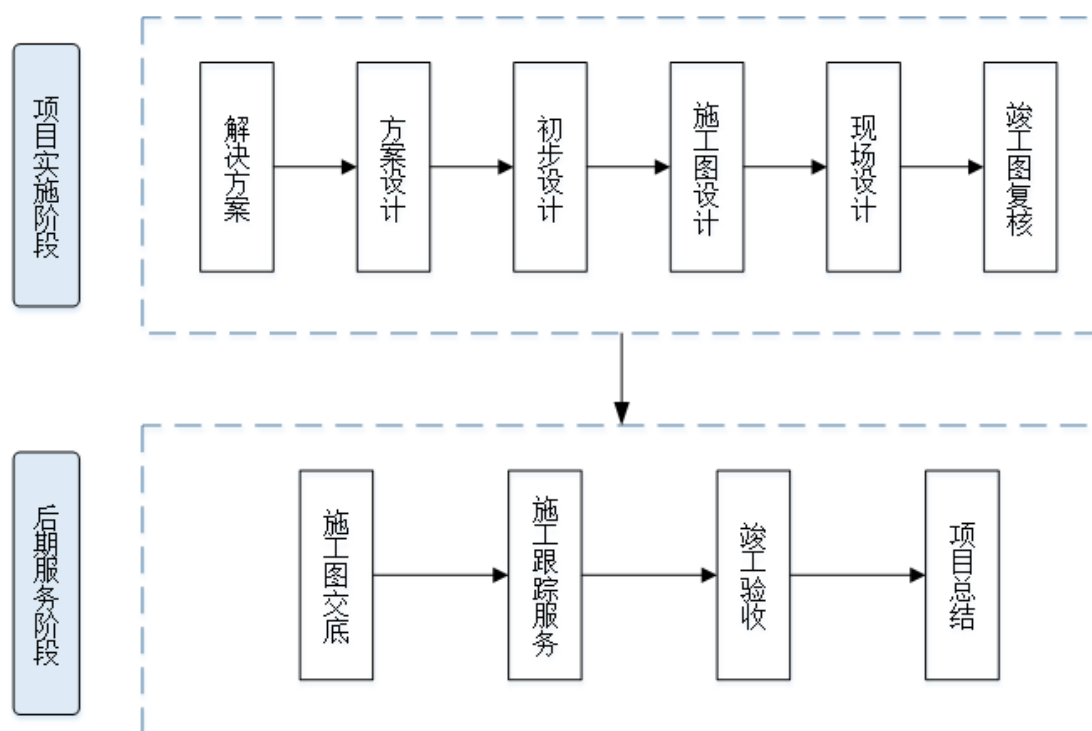 项目实施阶段
解决方案
方案设计
初步设计
施工图设计
现场设计
竣工图复核
后期服务阶段
施工图交底
施工跟踪服务
竣工验收
项目总结